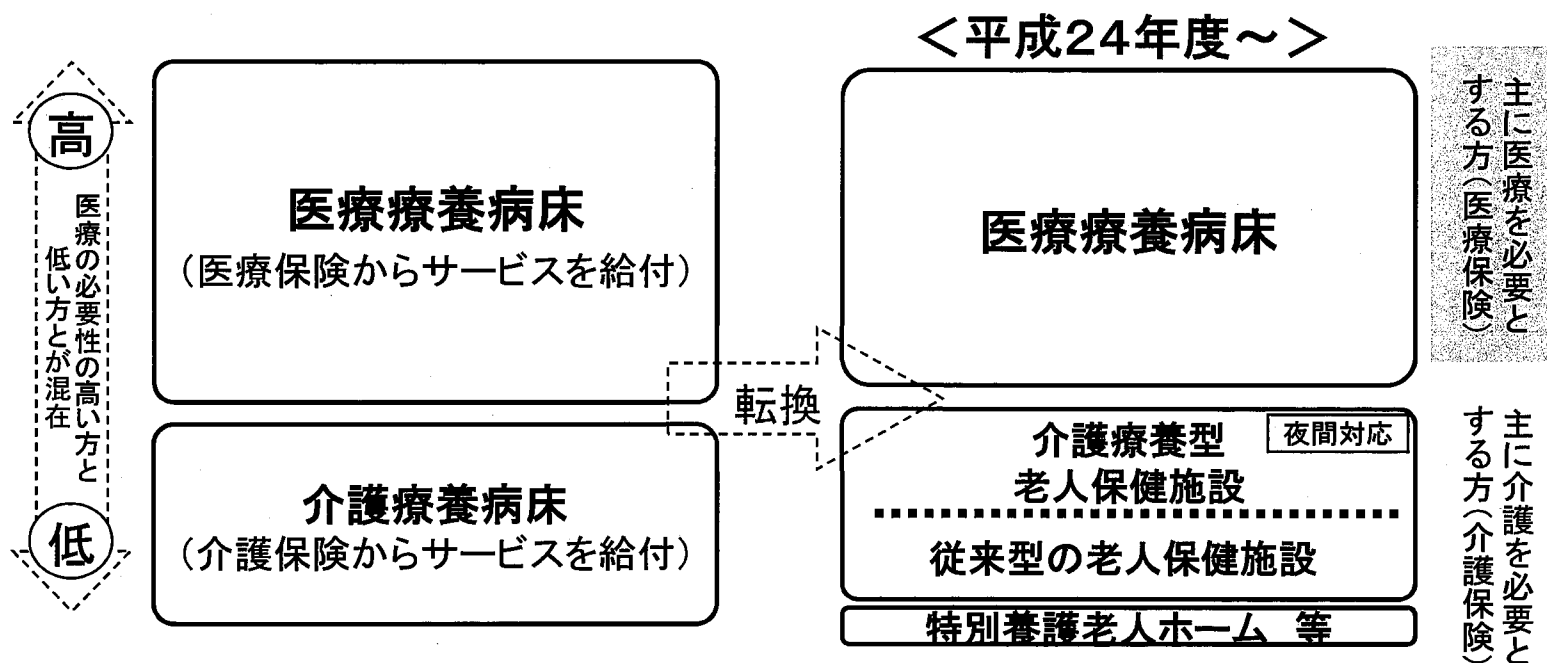 <平成24年度~>
高
医療の必要性の高い方と
低い方とが混在
低
医療療養病床
(医療保険からサービスを給付)
介護療養病床
(介護保険からサービスを給付)
転換
医療療養病床
介護療養型
老人保健施設
夜間対応
従来型の老人保健施設
特別養護老人ホーム 等
主に医療を必要と
する方(医療保険)
主に介護を必要と
する方(介護保険)